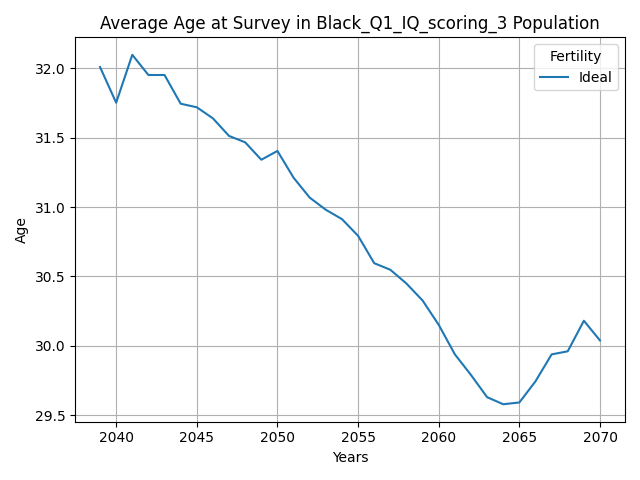 Average Age at Survey in Black_Q1_IQ_scoring_3 Population
Fertility
Ideal
Age
32.0
31.5
31.0
30.5
30.0
29.5
2040 2045 2050 2055 2060 2065 2070
Years